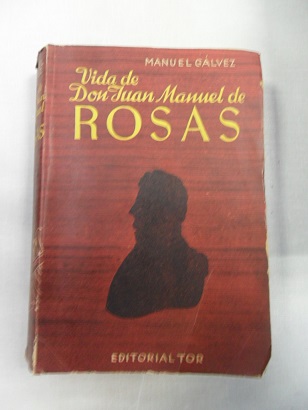 MANUEL GÁLVEZ
Vida de
Don Juan Manuel de
ROSAS
EDITORIAL TOR